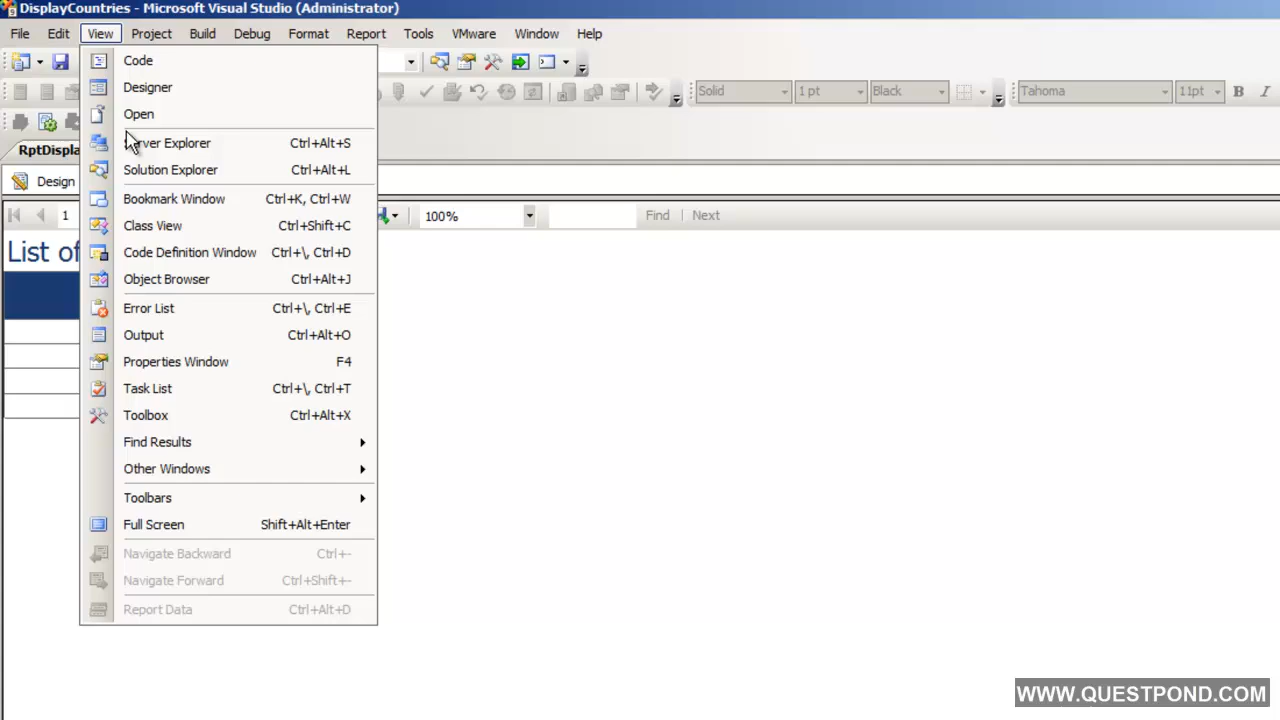 DisplayCountries - Microsoft Visual Studio (Administrator)
File Edit View Project Build Debug Format Report Tools VMware Window Help
Solid 1 pt Black Tahoma 11pt B I
RptDispla
Design
1 100% Find Next
List of
Code
Designer
Open
Server Explorer Ctrl+Alt+S
Solution Explorer Ctrl+Alt+L
Bookmark Window Ctrl+K, Ctrl+W
Class View Ctrl+Shift+C
Code Definition Window Ctrl+\, Ctrl+D
Object Browser Ctrl+Alt+J
Error List Ctrl+\, Ctrl+E
Output Ctrl+Alt+O
Properties Window F4
Task List Ctrl+\, Ctrl+T
Toolbox Ctrl+Alt+X
Find Results
Other Windows
Toolbars
Full Screen Shift+Alt+Enter
Navigate Backward Ctrl+-
Navigate Forward Ctrl+Shift+-
Report Data Ctrl+Alt+D
WWW.QUESTPOND.COM